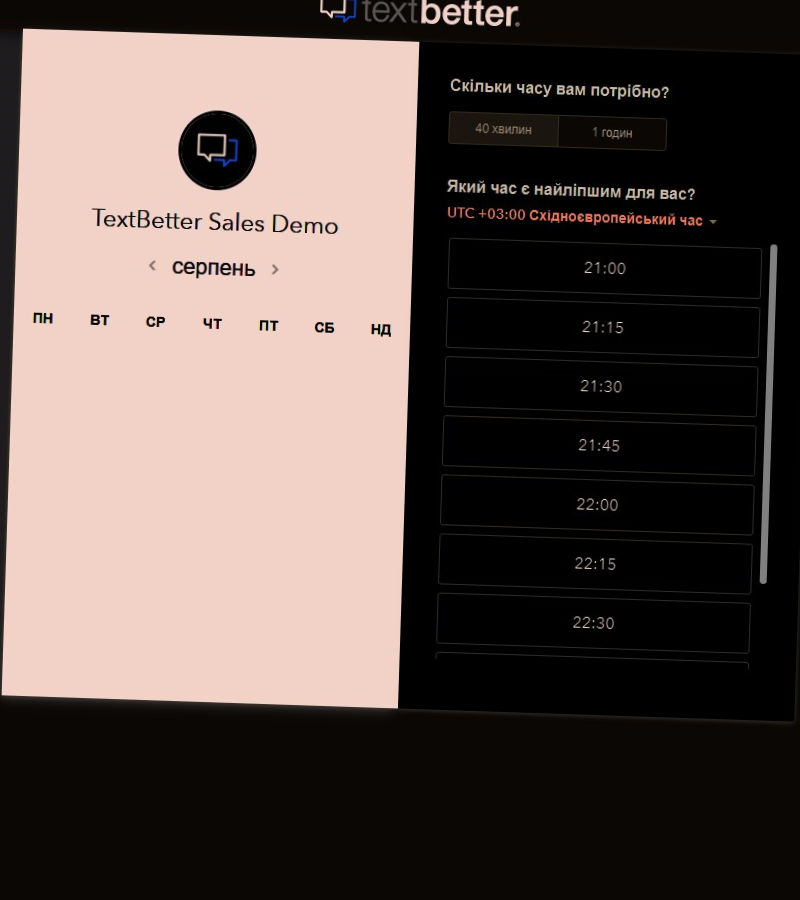 textbetter.
TextBetter Sales Demo
серпень
ПН ВТ СР ЧТ ПТ СБ НД
Скільки часу вам потрібно?
40 хвилин 1 годин
Який час є найліпшим для вас?
UTC +03:00 Східноєвропейський час
21:00
21:15
21:30
21:45
22:00
22:15
22:30